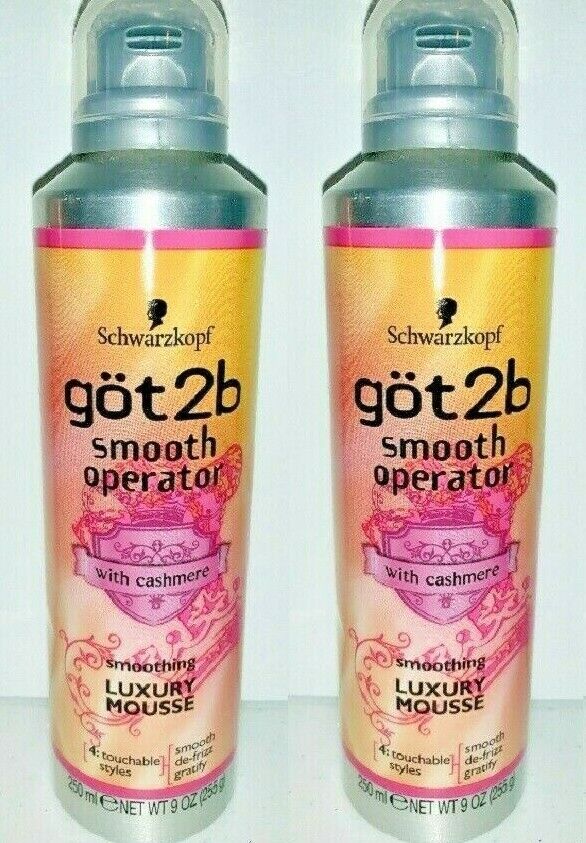 Schwarzkopf
göt2b
smooth
operator
with cashmere
smoothing
LUXURY
MOUSSE
4: touchable
styles
smooth
de-frizz
gratify
250 ml ℮ NET WT 9 OZ (255 g)
Schwarzkopf
göt2b
smooth
operator
with cashmere
smoothing
LUXURY
MOUSSE
4: touchable
styles
smooth
de-frizz
gratify
250 ml ℮ NET WT 9 OZ (255 g)